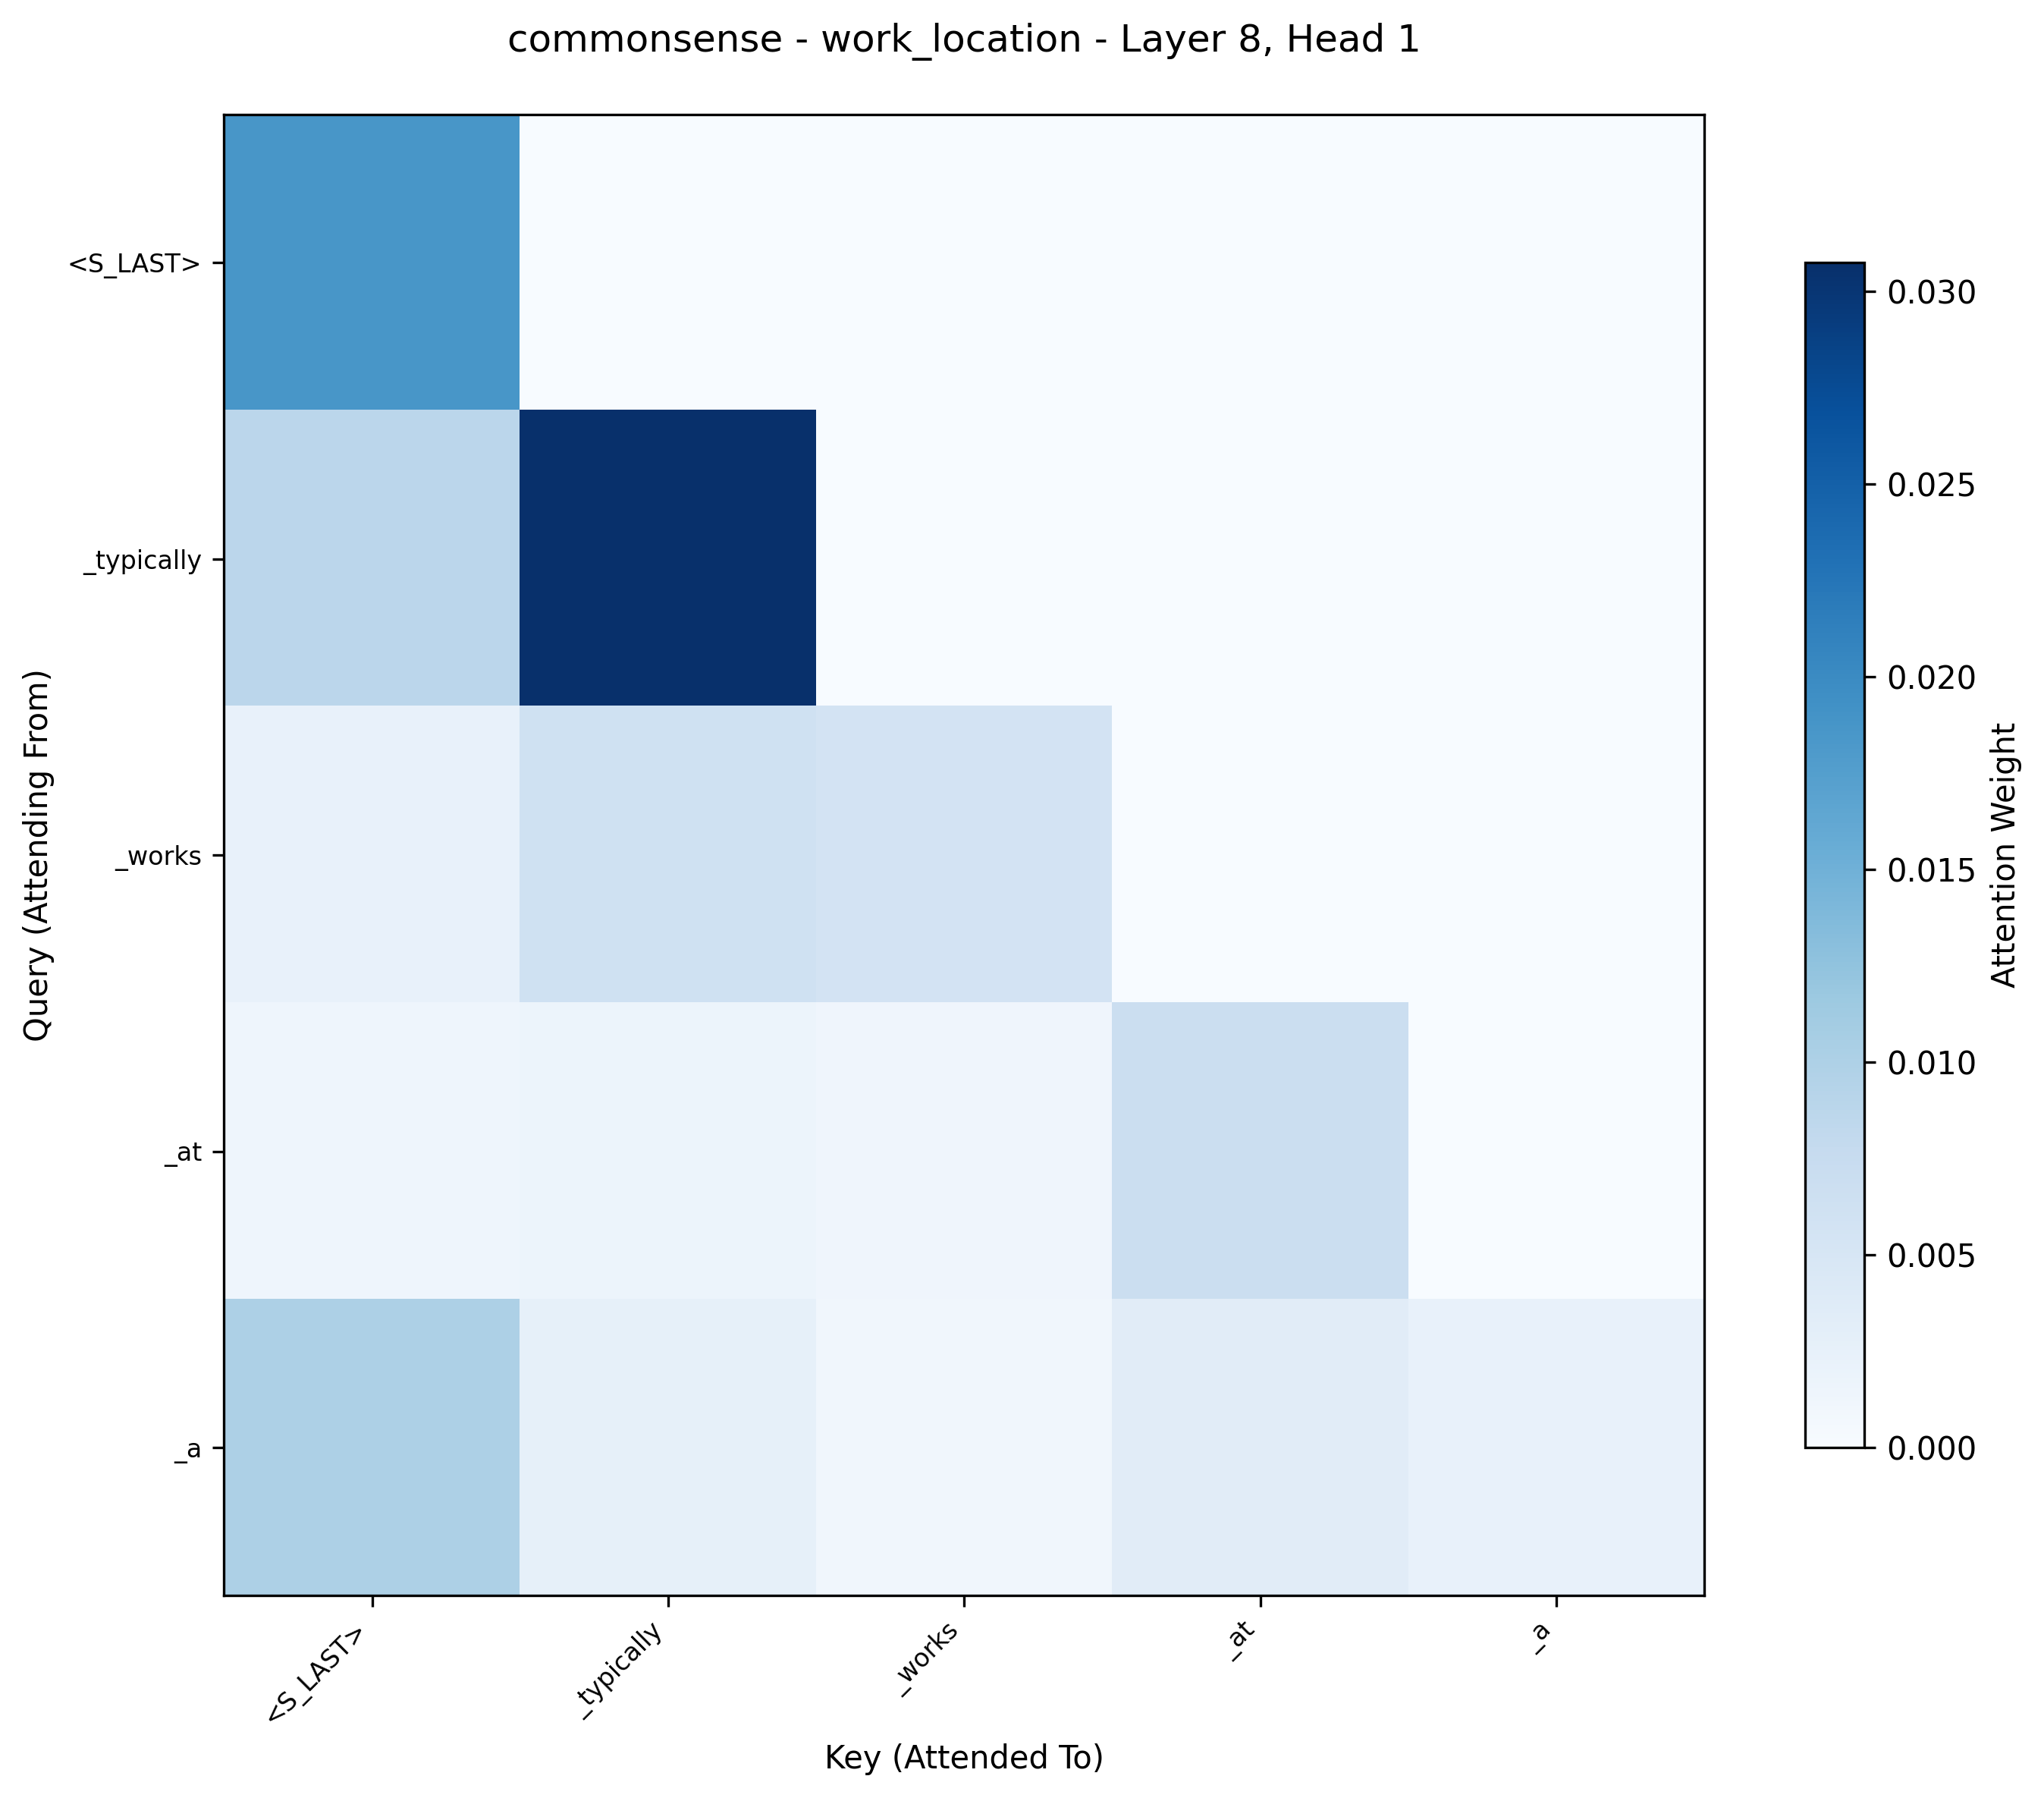 commonsense - work_location - Layer 8, Head 1
Query (Attending From)
<S_LAST>
_typically
_works
_at
_a
<S_LAST>
_typically
_works
_at
_a
Key (Attended To)
0.030
0.025
0.020
0.015
0.010
0.005
0.000
Attention Weight